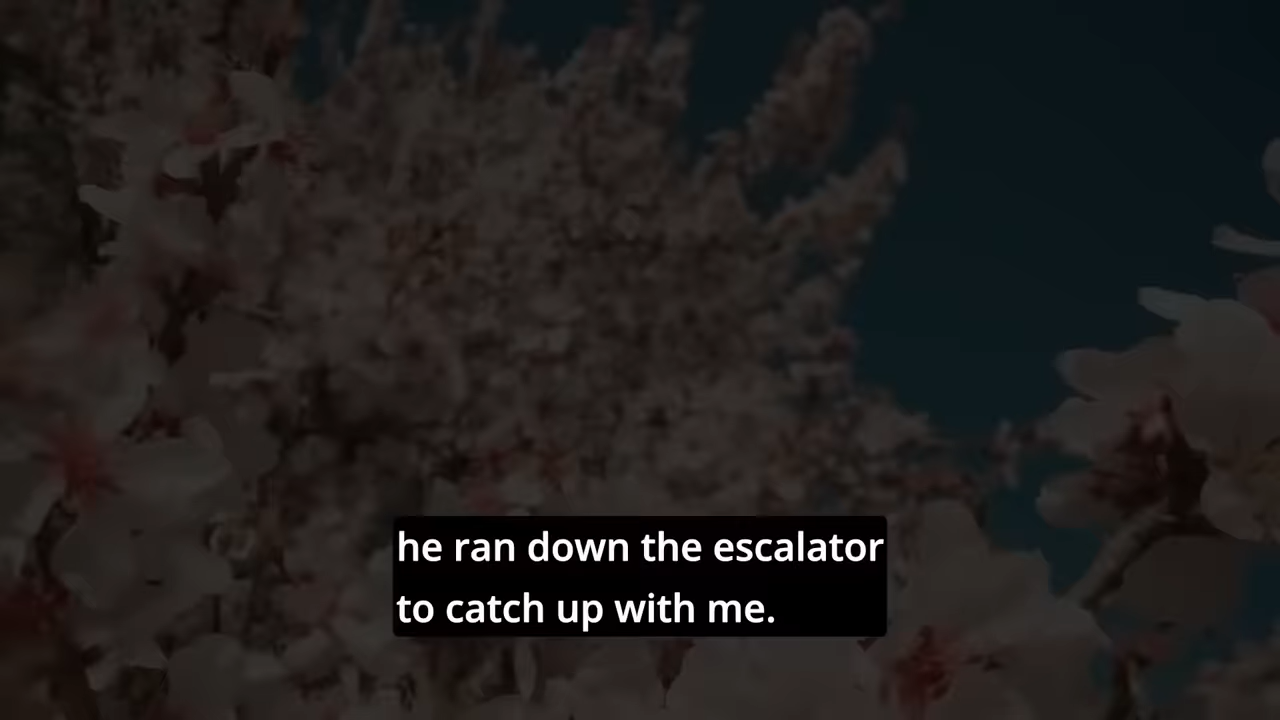 he ran down the escalator
to catch up with me.